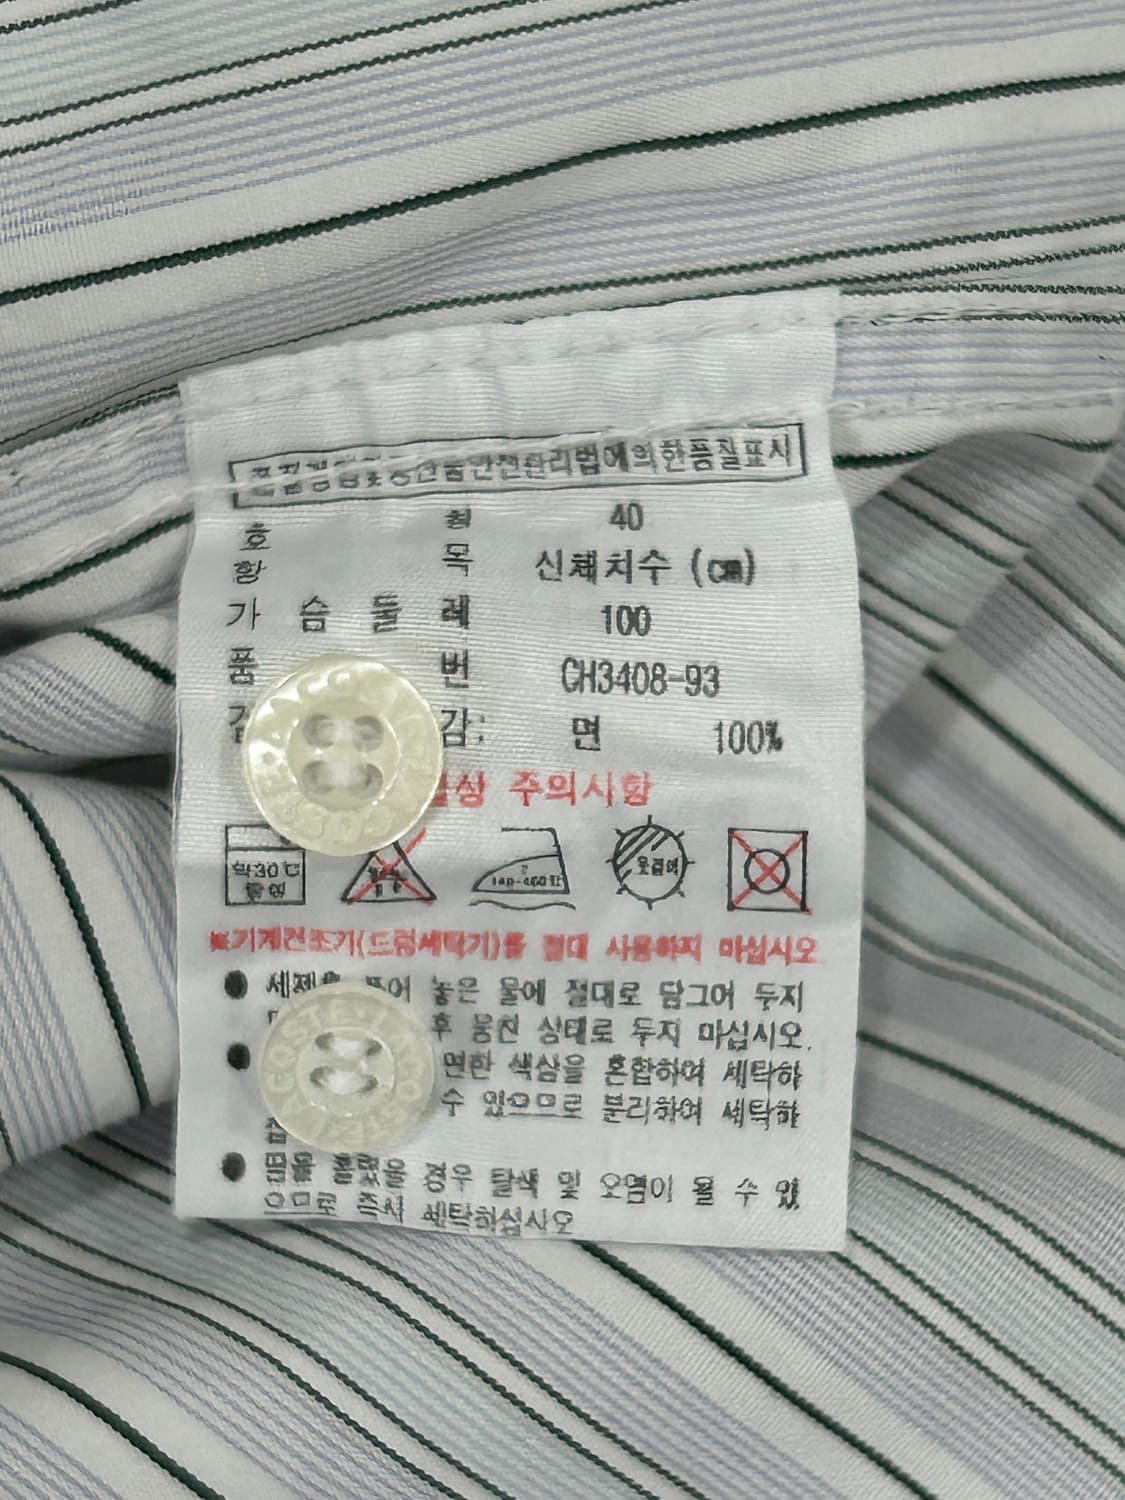 품질경영및공산품안전관리법에의한품질표시
호 칭 40
항 목 신체치수 (cm)
가 슴 둘 레 100
품 번 CH3408-93
겉 감: 면 100%
주의사항
약30℃
중성
180-160℃
옷걸이
※기계건조기(드럼세탁기)를 절대 사용하지 마십시오
세제를 풀어 놓은 물에 절대로 담그어 두지
후 뭉친 상태로 두지 마십시오.
색상을 혼합하여 세탁하
수 있으므로 분리하여 세탁하
땀을 흘렸을 경우 탈색 및 오염이 될 수 있
으므로 즉시 세탁하십시오